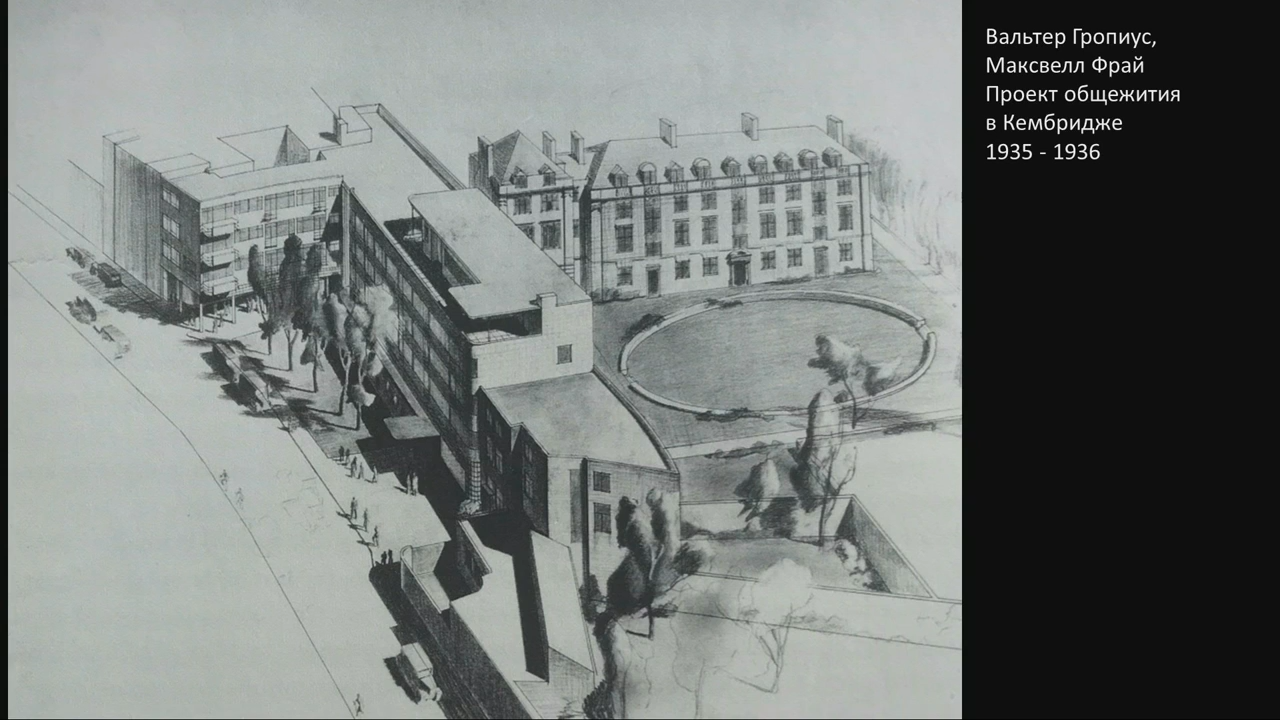 Вальтер Гропиус,
Максвелл Фрай
Проект общежития
в Кембридже
1935 - 1936